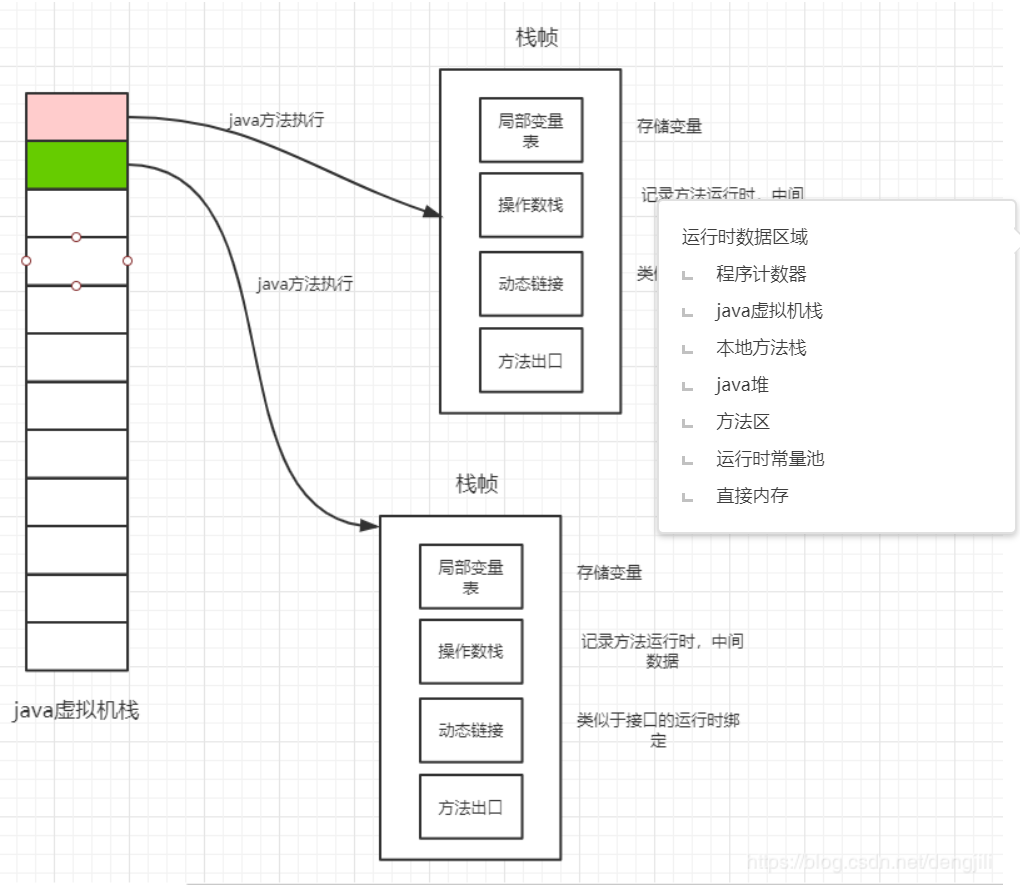 栈帧
java方法执行
局部变量
表
存储变量
操作数栈
记录方法运行时，中间
动态链接
类
方法出口
java方法执行
运行时数据区域
程序计数器
java虚拟机栈
本地方法栈
java堆
方法区
运行时常量池
直接内存
栈帧
局部变量
表
存储变量
操作数栈
记录方法运行时，中间
数据
动态链接
类似于接口的运行时绑
定
方法出口
java虚拟机栈
https://blog.csdn.net/dengjili